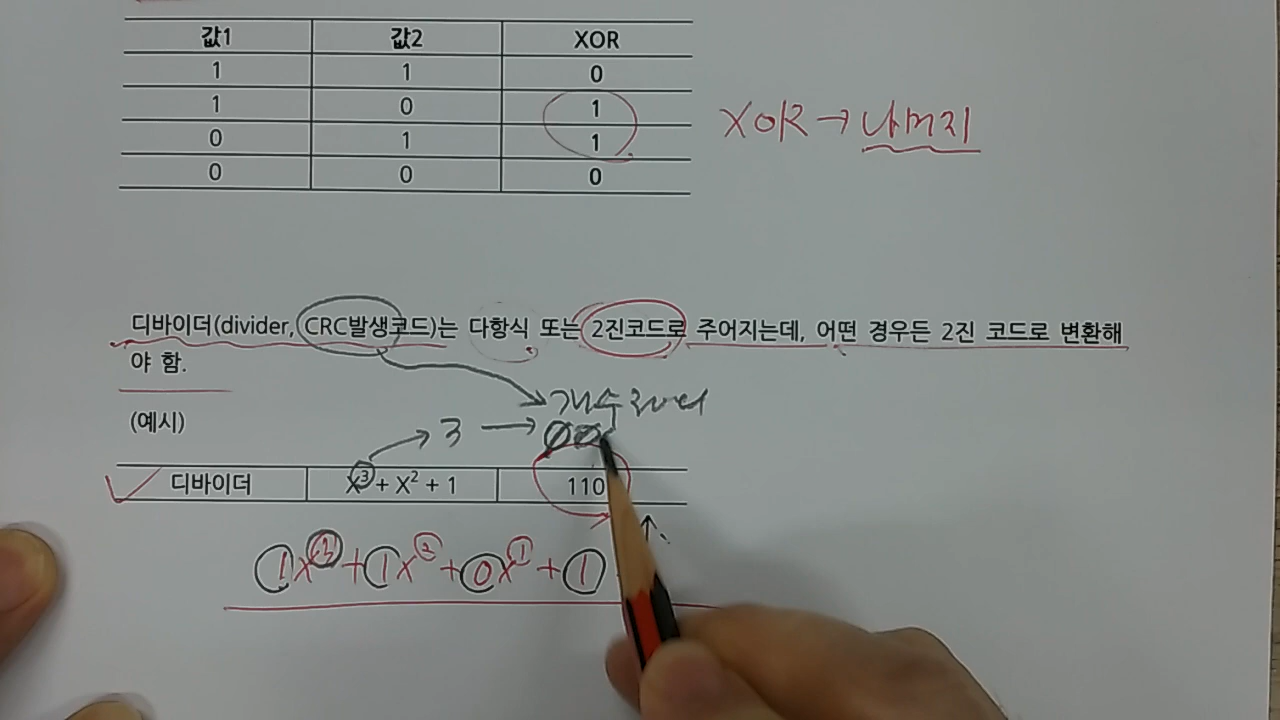 값1 값2 XOR
1 1 0
1 0 1
0 1 1
0 0 0
XOR → 나머지
디바이더(divider, CRC발생코드)는 다항식 또는 2진코드로 주어지는데, 어떤 경우든 2진 코드로 변환해
야 함.
(예시)
3 → 00
디바이더 X³ + X² + 1 110
1x³ + 1x² + 0x¹ + 1